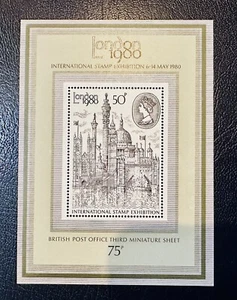 London
1980
INTERNATIONAL STAMP EXHIBITION 6-14 MAY 1980
London
1980
50P
INTERNATIONAL STAMP EXHIBITION
BRITISH POST OFFICE THIRD MINIATURE SHEET
75P